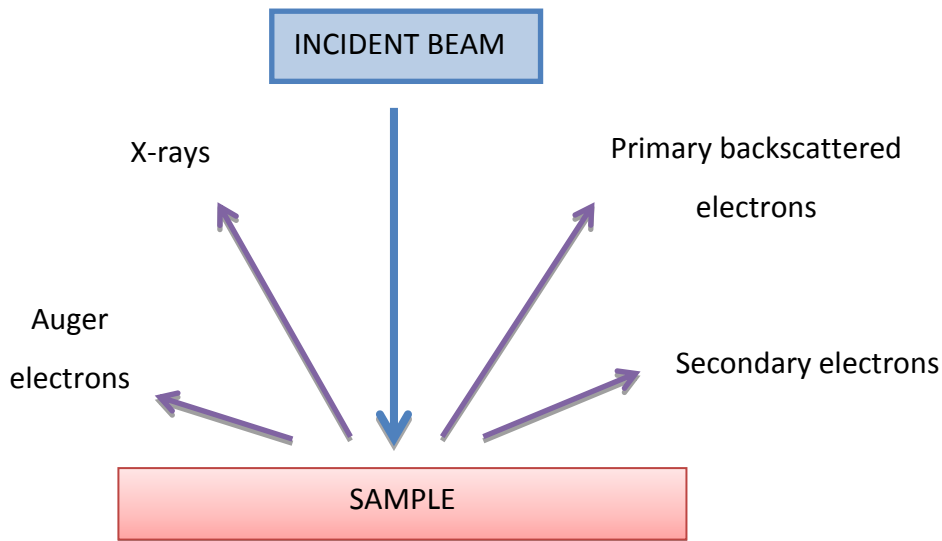 INCIDENT BEAM
X-rays
Primary backscattered
electrons
Auger
electrons
Secondary electrons
SAMPLE